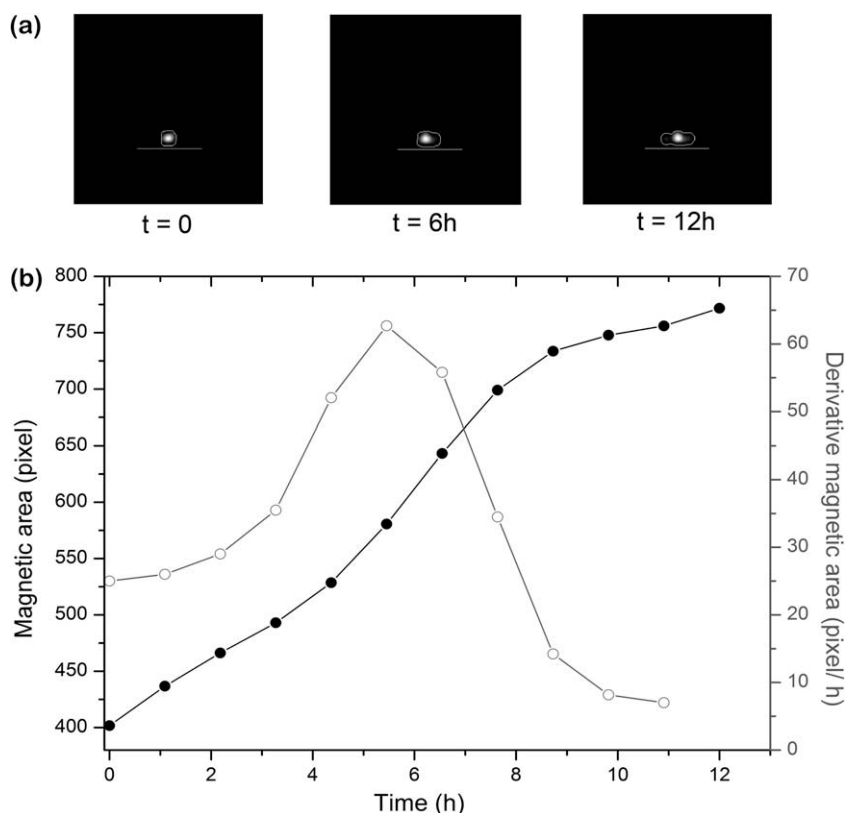 (a)
t = 0
t = 6h
t = 12h
(b)
800
750
700
650
600
550
500
450
400
Magnetic area (pixel)
70
60
50
40
30
20
10
0
Derivative magnetic area (pixel/ h)
0 2 4 6 8 10 12
Time (h)